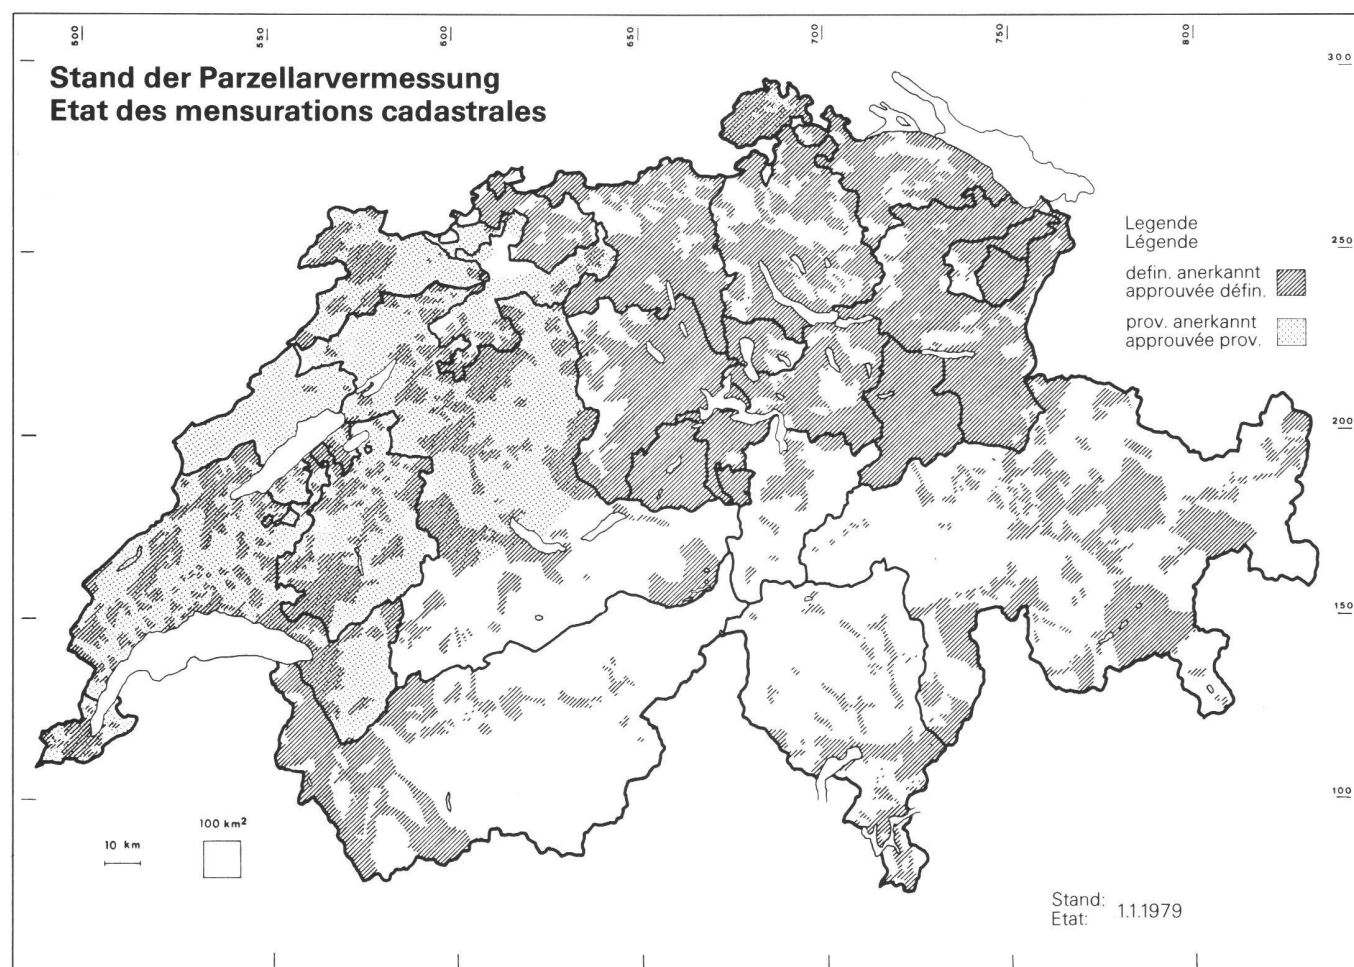 500 550 600 650 700 750 800
300
Stand der Parzellarvermessung
Etat des mensurations cadastrales
Legende
Légende
250
defin. anerkannt
approuvée défin.
prov. anerkannt
approuvée prov.
200
150
100
100 km²
10 km
Stand:
Etat:
1.1.1979